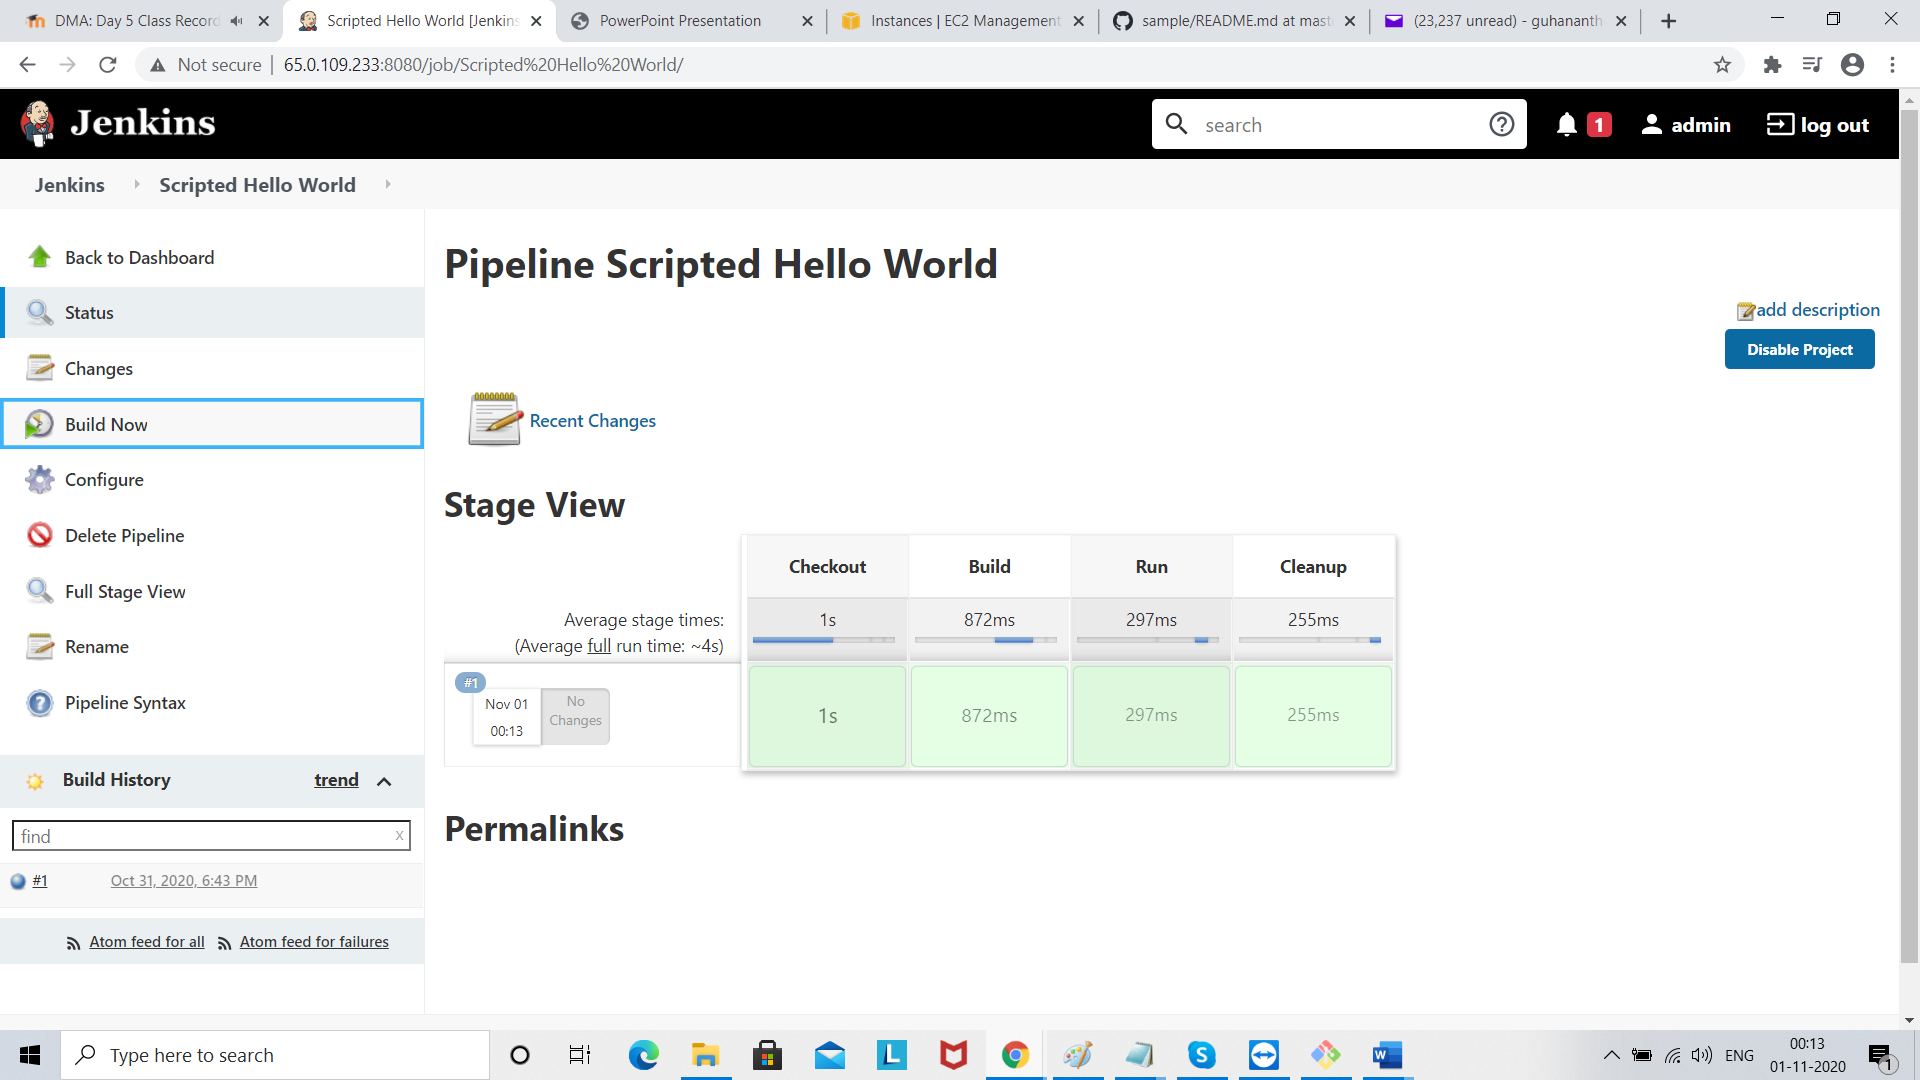 DMA: Day 5 Class Record
Scripted Hello World [Jenkins
PowerPoint Presentation
Instances | EC2 Management
sample/README.md at mast
(23,237 unread) - guhananth
Not secure
65.0.109.233:8080/job/Scripted%20Hello%20World/
Jenkins
search
1
admin
log out
Jenkins
Scripted Hello World
Back to Dashboard
Status
Changes
Build Now
Configure
Delete Pipeline
Full Stage View
Rename
Pipeline Syntax
Build History
trend
find
x
#1
Oct 31, 2020, 6:43 PM
Atom feed for all
Atom feed for failures
Pipeline Scripted Hello World
add description
Disable Project
Recent Changes
Stage View
Checkout
Build
Run
Cleanup
Average stage times:
(Average full run time: ~4s)
1s
872ms
297ms
255ms
#1
Nov 01
00:13
No
Changes
1s
872ms
297ms
255ms
Permalinks
Type here to search
ENG
00:13
01-11-2020
1